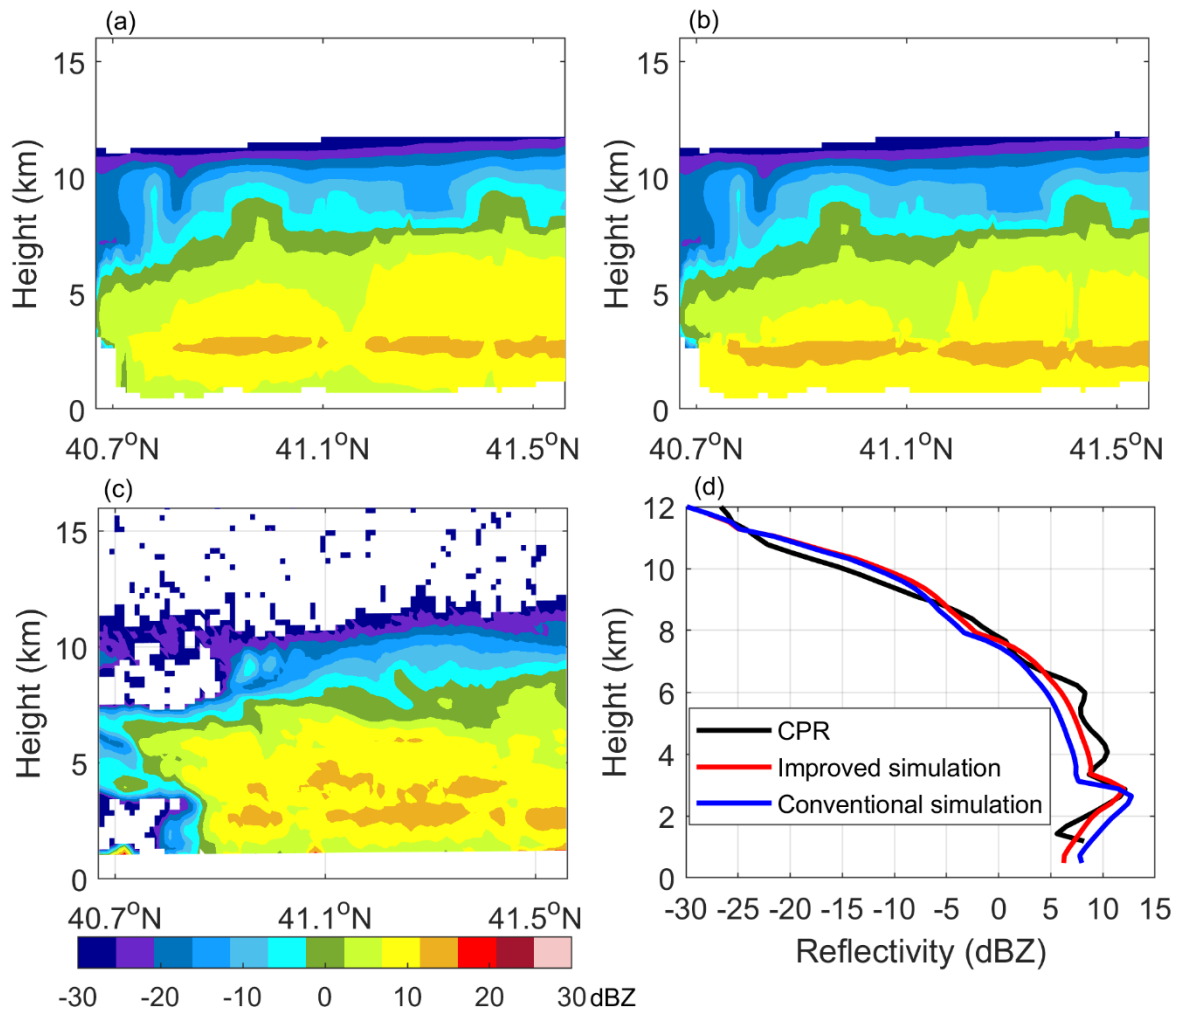 (a)
15
10
5
0
Height (km)
40.7°N 41.1°N 41.5°N
(b)
15
10
5
0
Height (km)
40.7°N 41.1°N 41.5°N
(c)
15
10
5
0
Height (km)
40.7°N 41.1°N 41.5°N
-30 -20 -10 0 10 20 30 dBZ
(d)
12
10
8
6
4
2
0
Height (km)
CPR
Improved simulation
Conventional simulation
-30 -25 -20 -15 -10 -5 0 5 10 15
Reflectivity (dBZ)